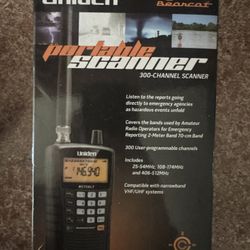 Uniden
Bearcat
portable
scanner
300-CHANNEL SCANNER
Listen to the reports going
directly to emergency agencies
as hazardous events unfold!
Covers the bands used by Amateur
Radio Operators for Emergency
Reporting 2-Meter Band 70-cm Band
300 User-programmable channels
Includes
25-54MHz; 108-174MHz
and 406-512MHz
Compatible with narrowband
VHF/UHF systems
Uniden
146.940